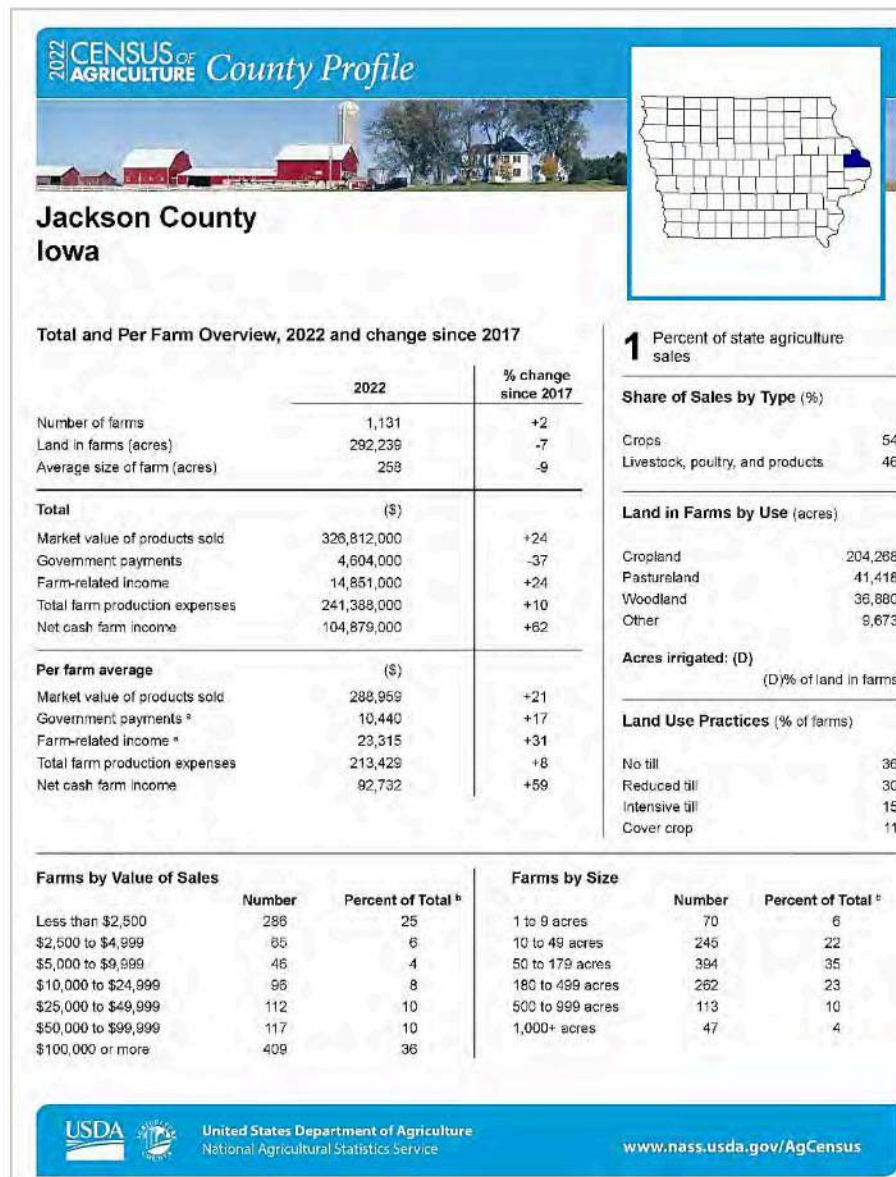 2022 CENSUS OF AGRICULTURE County Profile
Jackson County
Iowa
Total and Per Farm Overview, 2022 and change since 2017
2022 % change since 2017
Number of farms 1,131 +2
Land in farms (acres) 292,239 -7
Average size of farm (acres) 258 -9
Total ($)
Market value of products sold 326,812,000 +24
Government payments 4,604,000 -37
Farm-related income 14,851,000 +24
Total farm production expenses 241,388,000 +10
Net cash farm income 104,879,000 +62
Per farm average ($)
Market value of products sold 288,959 +21
Government payments ᵃ 10,440 +17
Farm-related income ᵃ 23,315 +31
Total farm production expenses 213,429 +8
Net cash farm income 92,732 +59
1 Percent of state agriculture
sales
Share of Sales by Type (%)
Crops 54
Livestock, poultry, and products 46
Land in Farms by Use (acres)
Cropland 204,268
Pastureland 41,418
Woodland 36,880
Other 9,673
Acres irrigated: (D)
(D)% of land in farms
Land Use Practices (% of farms)
No till 36
Reduced till 30
Intensive till 15
Cover crop 11
Farms by Value of Sales
Number Percent of Total ᵇ
Less than $2,500 286 25
$2,500 to $4,999 65 6
$5,000 to $9,999 46 4
$10,000 to $24,999 96 8
$25,000 to $49,999 112 10
$50,000 to $99,999 117 10
$100,000 or more 409 36
Farms by Size
Number Percent of Total ᵇ
1 to 9 acres 70 6
10 to 49 acres 245 22
50 to 179 acres 394 35
180 to 499 acres 262 23
500 to 999 acres 113 10
1,000+ acres 47 4
USDA
United States Department of Agriculture
National Agricultural Statistics Service
www.nass.usda.gov/AgCensus